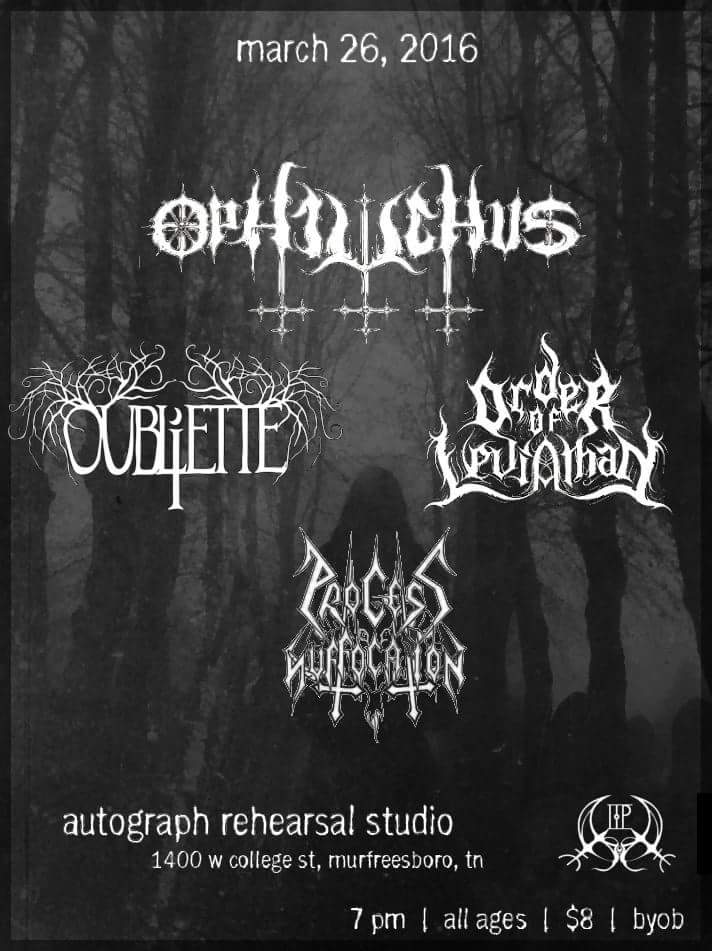 march 26, 2016
OPHIUCHUS
OUBLIETTE
Order
OF
Leviathan
PROCESS
OF
SUFFOCATION
autograph rehearsal studio
1400 w college st, murfreesboro, tn
7 pm | all ages | $8 | byob